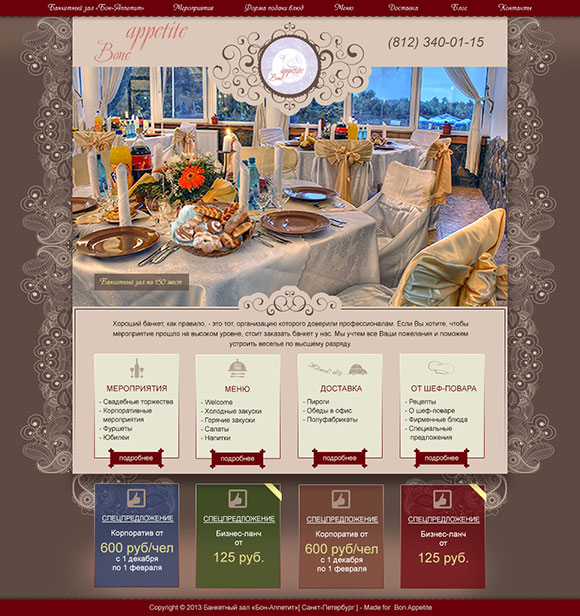 Банкетный зал «Бон-Аппетит» Мероприятия Форма подачи блюд Меню Доставка Блог Контакты
appetite
Bone
(812) 340-01-15
appetite
Bone
Банкетный зал на 150 мест
Хороший банкет, как правило, - это тот, организацию которого доверили профессионалам. Если Вы хотите, чтобы
мероприятие прошло на высоком уровне, стоит заказать банкет у нас. Мы учтем все Ваши пожелания и поможем
устроить веселье по высшему разряду.
МЕРОПРИЯТИЯ
- Свадебные торжества
- Корпоративные
мероприятия
- Фуршеты
- Юбилеи
подробнее
МЕНЮ
- Welcome
- Холодные закуски
- Горячие закуски
- Салаты
- Напитки
подробнее
ДОСТАВКА
- Пироги
- Обеды в офис
- Полуфабрикаты
подробнее
ОТ ШЕФ-ПОВАРА
- Рецепты
- О шеф-поваре
- Фирменные блюда
- Специальные
предложения
подробнее
СПЕЦПРЕДЛОЖЕНИЕ
Корпоратив от
600 руб/чел
с 1 декабря
по 1 февраля
СПЕЦПРЕДЛОЖЕНИЕ
Бизнес-ланч
от
125 руб.
СПЕЦПРЕДЛОЖЕНИЕ
Корпоратив от
600 руб/чел
с 1 декабря
по 1 февраля
СПЕЦПРЕДЛОЖЕНИЕ
Бизнес-ланч
от
125 руб.
Copyright © 2013 Банкетный зал «Бон-Аппетит»[ Санкт-Петербург ] - Made for Bon Appetite